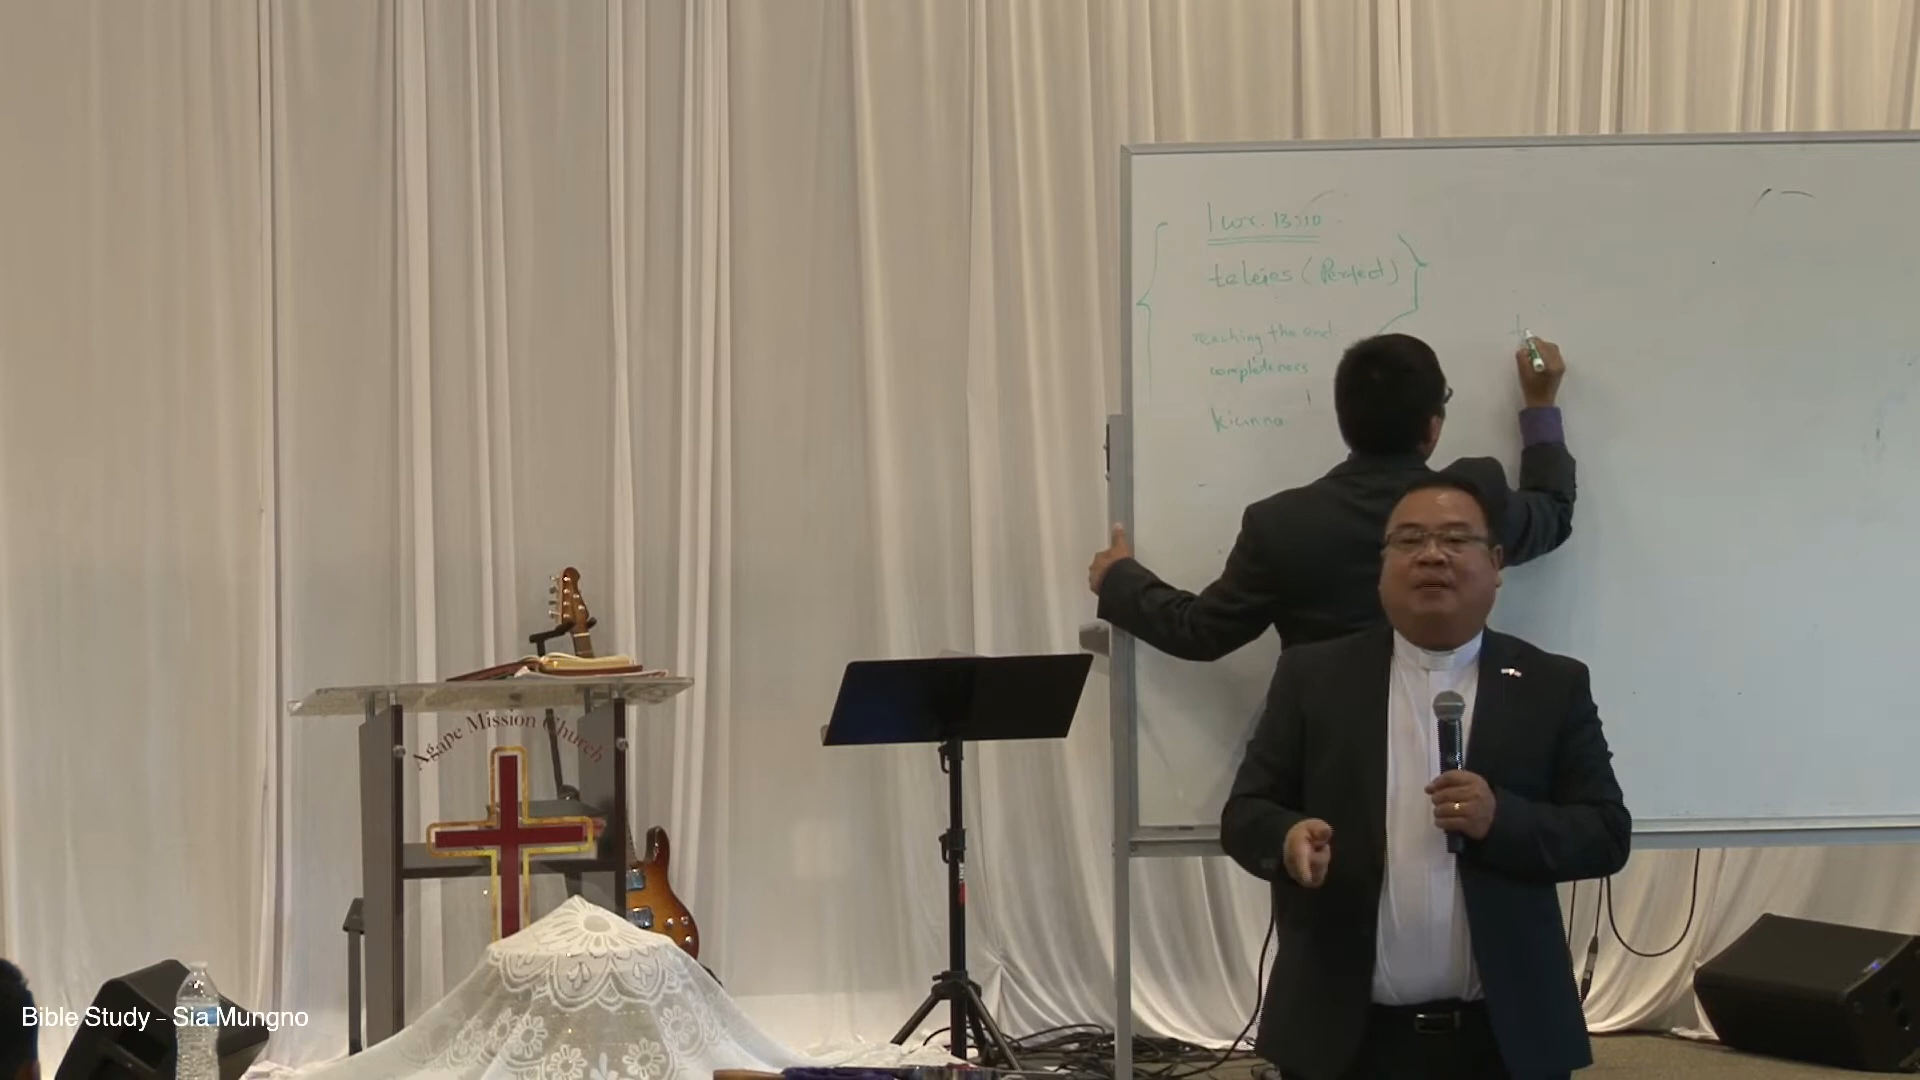 1 cor. 13:10
teleios (Perfect)
reaching the end.
completeness
kicinna
Agape Mission Church
Bible Study - Sia Mungno